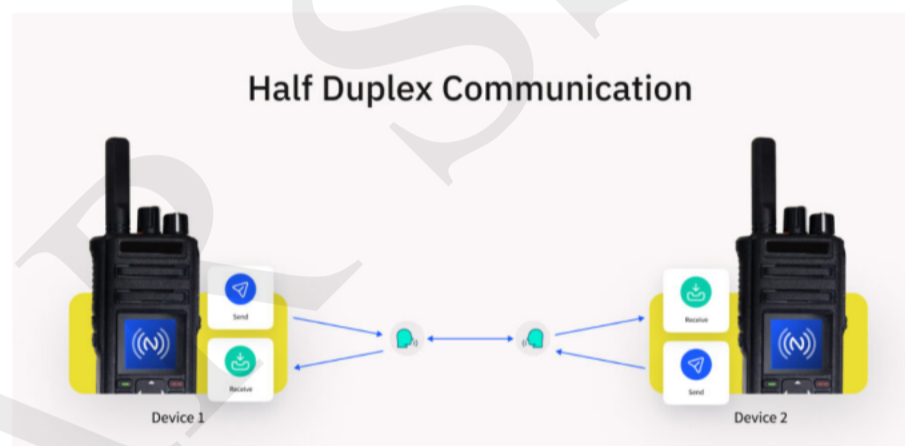 Half Duplex Communication
Send
Receive
Receive
Send
(((N)))
(((N)))
Device 1
Device 2